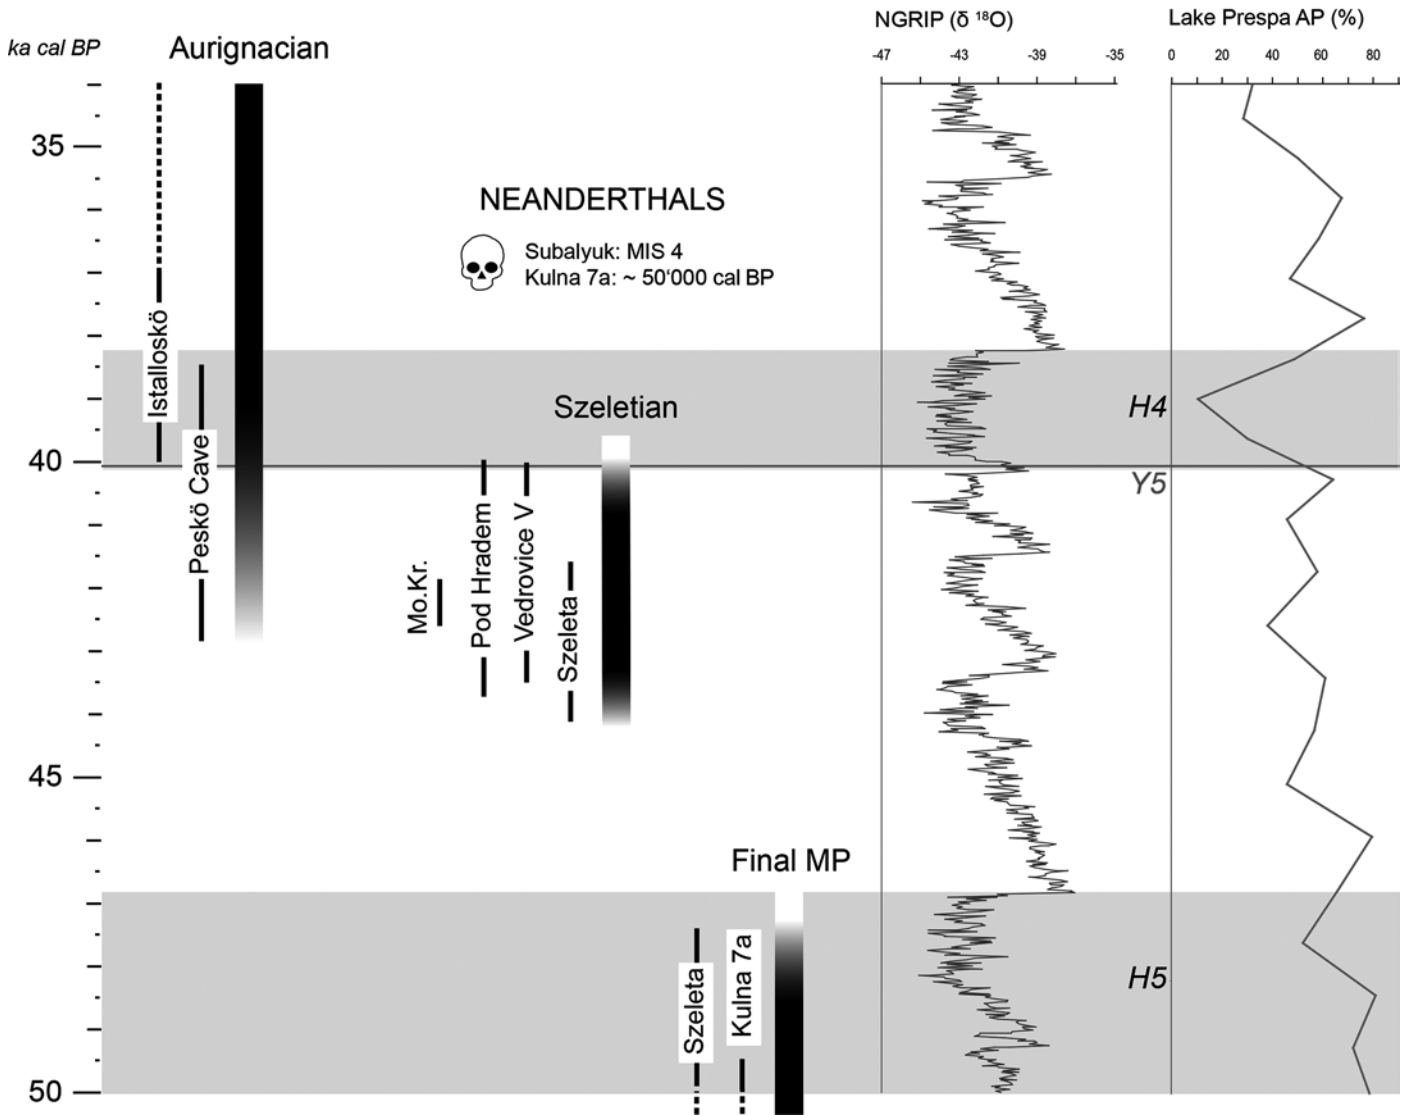 NGRIP (δ ¹⁸O)
Lake Prespa AP (%)
ka cal BP
Aurignacian
-47 -43 -39 -35
0 20 40 60 80
35
NEANDERTHALS
Subalyuk: MIS 4
Kulna 7a: ~ 50'000 cal BP
Istalloskö
Szeletian
H4
40
Y5
Peskö Cave
Mo.Kr.
Pod Hradem
Vedrovice V
Szeleta
45
Final MP
Szeleta
Kulna 7a
H5
50